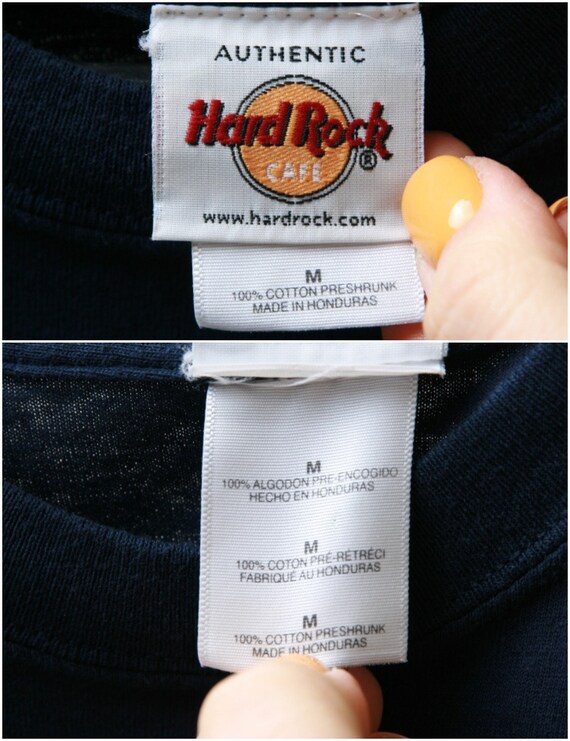 AUTHENTIC
Hard Rock
CAFE ®
www.hardrock.com
M
100% COTTON PRESHRUNK
MADE IN HONDURAS
M
100% ALGODON PRE-ENCOGIDO
HECHO EN HONDURAS
M
100% COTON PRÉ-RETRÉCI
FABRIQUÉ AU HONDURAS
M
100% COTTON PRESHRUNK
MADE IN HONDURAS